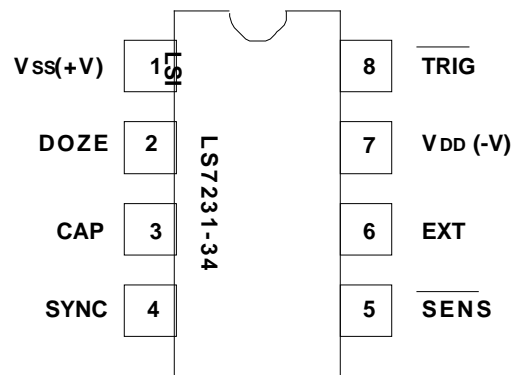 VSS(+V) 1 LSI 8 TRIG
DOZE 2 7 VDD (-V)
LS7231-34
CAP 3 6 EXT
SYNC 4 5 SENS